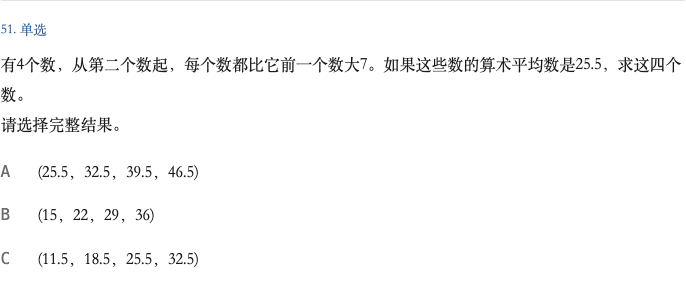 51. 单选
有4个数，从第二个数起，每个数都比它前一个数大7。如果这些数的算术平均数是25.5，求这四个
数。
请选择完整结果。
A (25.5，32.5，39.5，46.5)
B (15，22，29，36)
C (11.5，18.5，25.5，32.5)